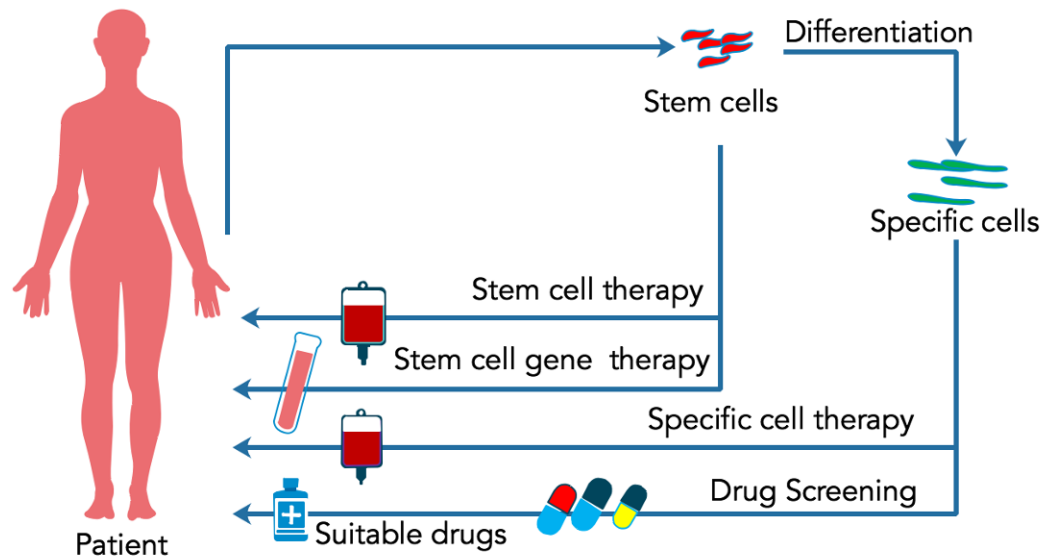 Differentiation
Stem cells
Specific cells
Stem cell therapy
Stem cell gene therapy
Specific cell therapy
Drug Screening
Suitable drugs
Patient